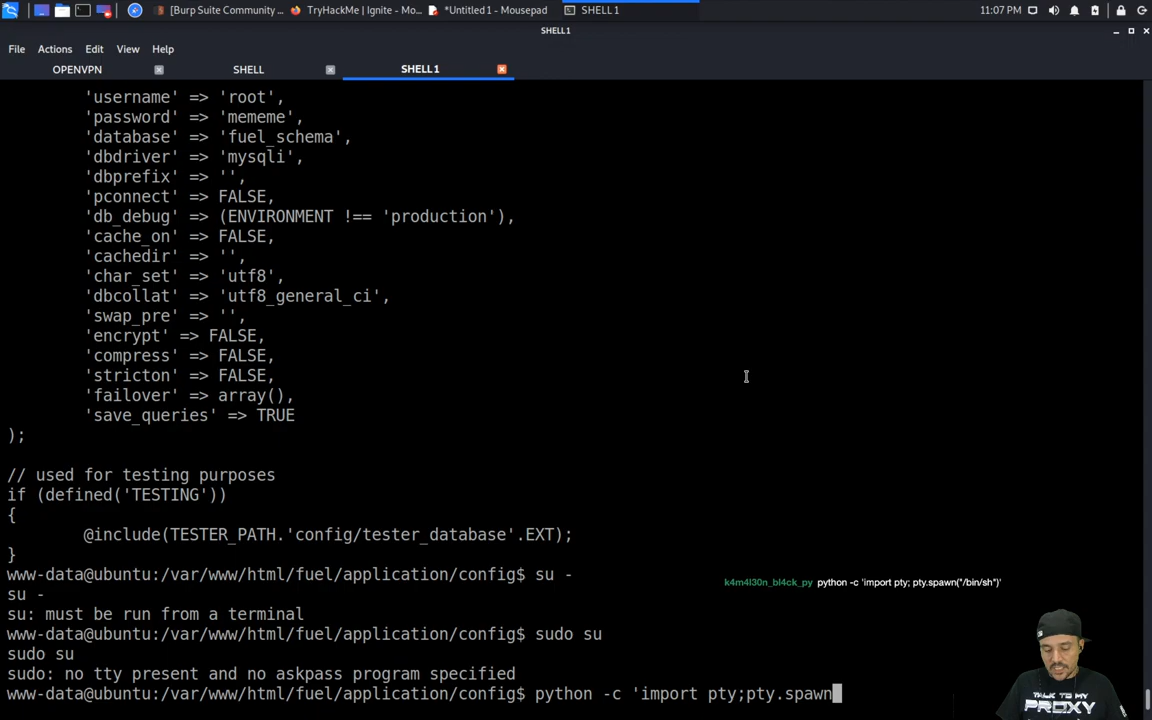 [Burp Suite Community ...
TryHackMe | Ignite - Mo...
*Untitled 1 - Mousepad
SHELL1
11:07 PM
SHELL1
File Actions Edit View Help
OPENVPN
SHELL
SHELL1
'username' => 'root',
'password' => 'mememe',
'database' => 'fuel_schema',
'dbdriver' => 'mysqli',
'dbprefix' => '',
'pconnect' => FALSE,
'db_debug' => (ENVIRONMENT !== 'production'),
'cache_on' => FALSE,
'cachedir' => '',
'char_set' => 'utf8',
'dbcollat' => 'utf8_general_ci',
'swap_pre' => '',
'encrypt' => FALSE,
'compress' => FALSE,
'stricton' => FALSE,
'failover' => array(),
'save_queries' => TRUE
);
// used for testing purposes
if (defined('TESTING'))
{
@include(TESTER_PATH.'config/tester_database'.EXT);
}
www-data@ubuntu:/var/www/html/fuel/application/config$ su -
su -
su: must be run from a terminal
www-data@ubuntu:/var/www/html/fuel/application/config$ sudo su
sudo su
sudo: no tty present and no askpass program specified
www-data@ubuntu:/var/www/html/fuel/application/config$ python -c 'import pty;pty.spawn
k4m4l30n_bl4ck_py python -c 'import pty; pty.spawn("/bin/sh")'
TALK TO MY
PROXY